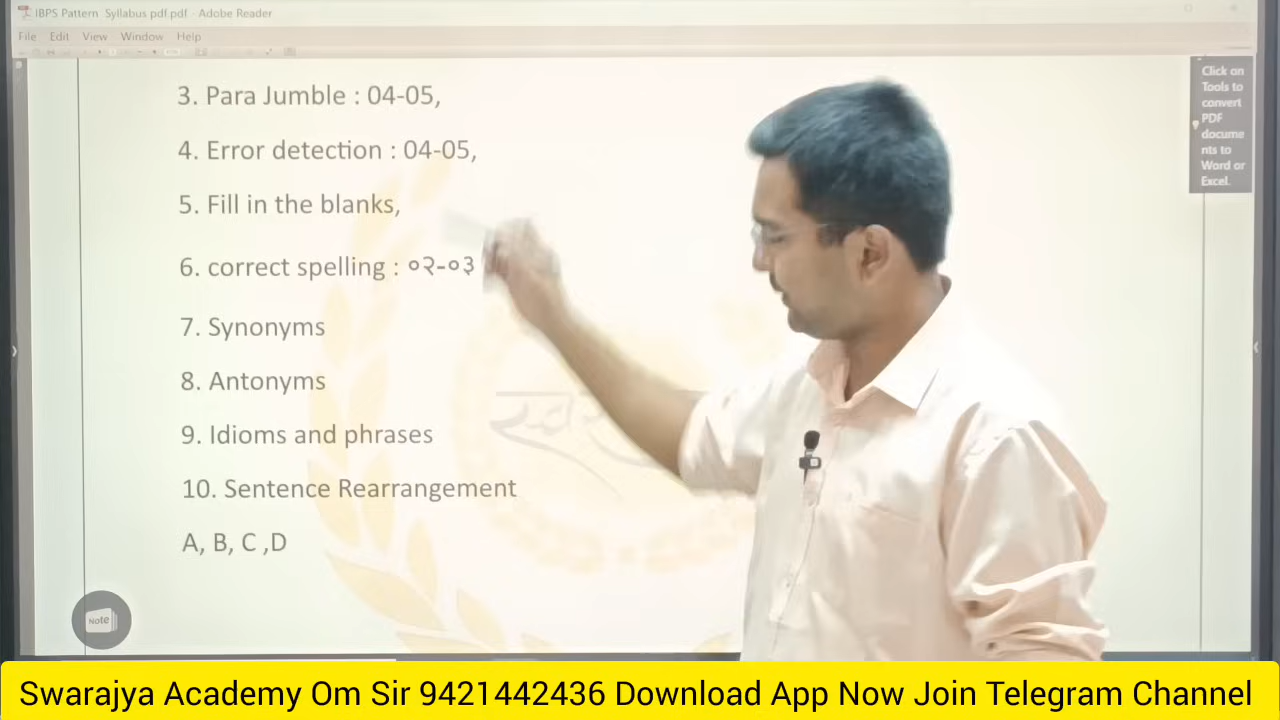 IBPS Pattern Syllabus pdf.pdf - Adobe Reader
File Edit View Window Help
Click on
Tools to
convert
PDF
docume
nts to
Word or
Excel.
3. Para Jumble : 04-05,
4. Error detection : 04-05,
5. Fill in the blanks,
6. correct spelling : ०२-०३
7. Synonyms
8. Antonyms
9. Idioms and phrases
10. Sentence Rearrangement
A, B, C ,D
Note
Swarajya Academy Om Sir 9421442436 Download App Now Join Telegram Channel